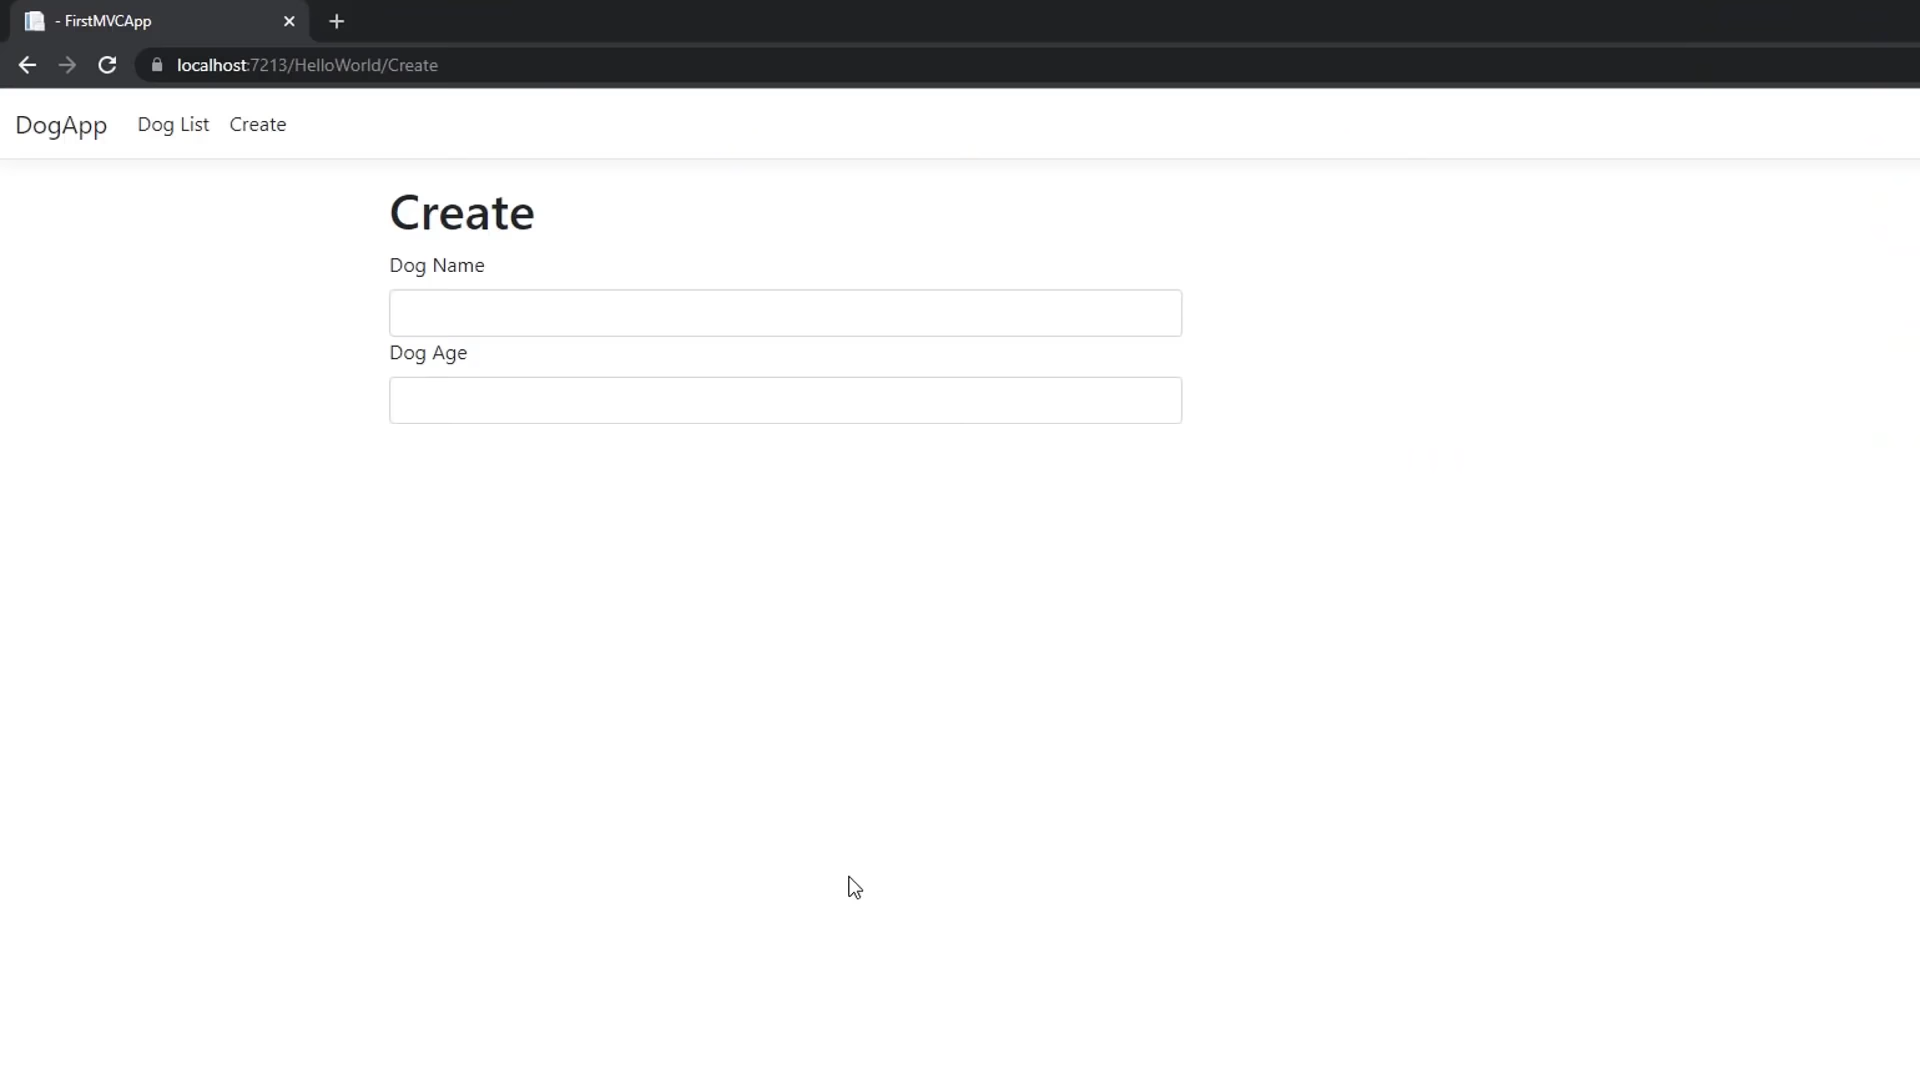 - FirstMVCApp
localhost:7213/HelloWorld/Create
DogApp Dog List Create
Create
Dog Name
Dog Age